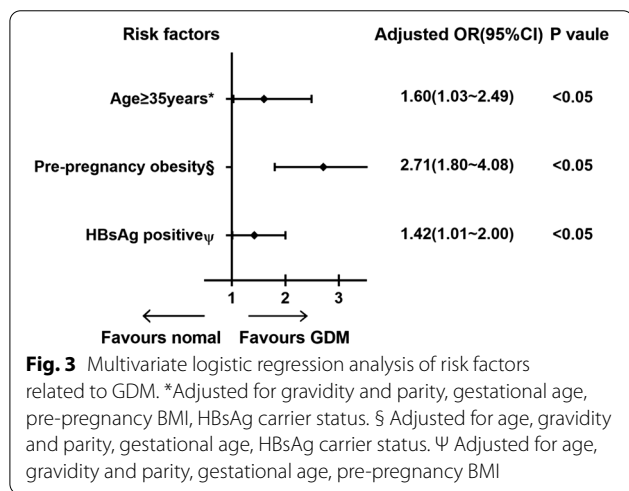 Risk factors Adjusted OR(95%CI) P vaule
Age≥35years* 1.60(1.03~2.49) <0.05
Pre-pregnancy obesity§ 2.71(1.80~4.08) <0.05
HBsAg positiveψ 1.42(1.01~2.00) <0.05
1 2 3
Favours nomal Favours GDM
Fig. 3 Multivariate logistic regression analysis of risk factors
related to GDM. *Adjusted for gravidity and parity, gestational age,
pre-pregnancy BMI, HBsAg carrier status. § Adjusted for age, gravidity
and parity, gestational age, HBsAg carrier status. Ψ Adjusted for age,
gravidity and parity, gestational age, pre-pregnancy BMI